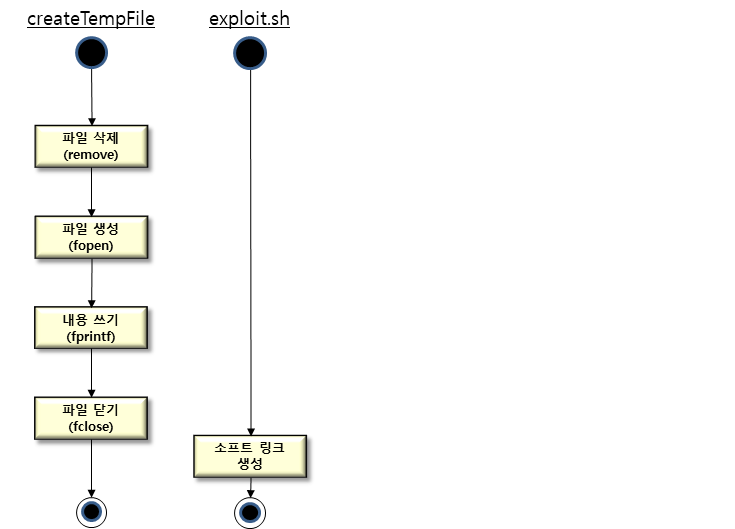 createTempFile
exploit.sh
파일 삭제
(remove)
파일 생성
(fopen)
내용 쓰기
(fprintf)
파일 닫기
(fclose)
소프트 링크
생성